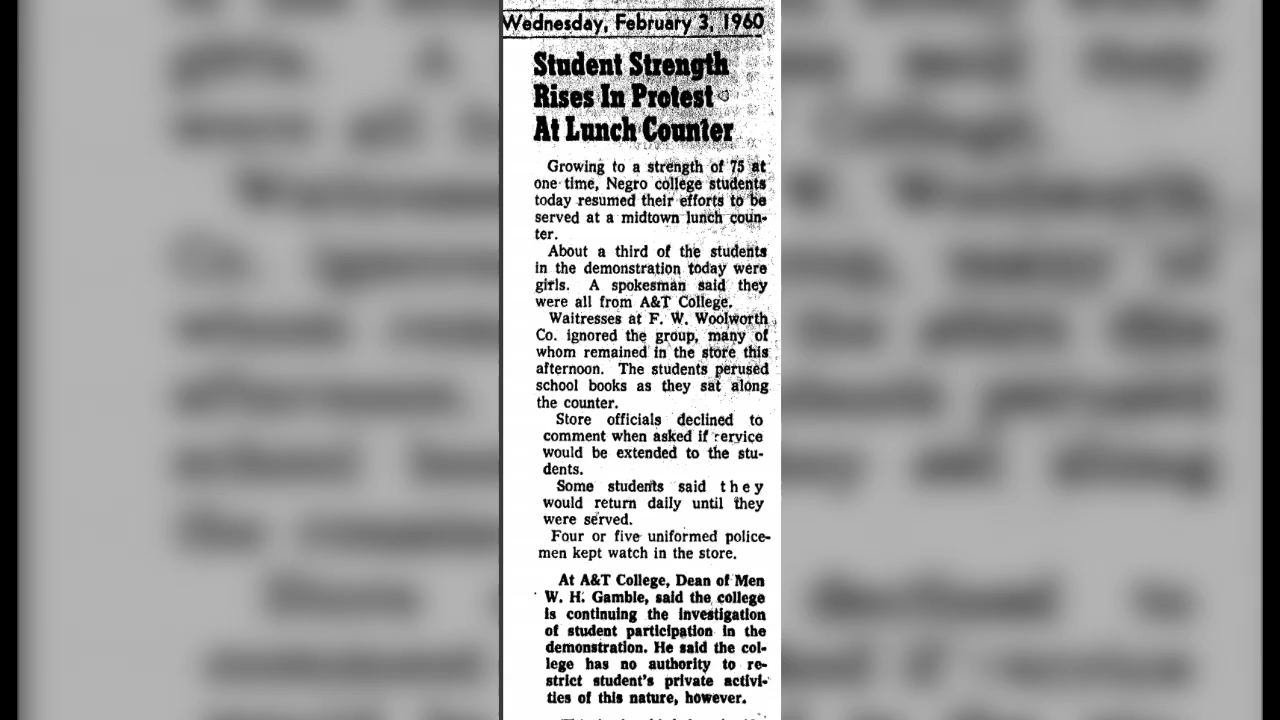 Wednesday, February 3, 1960
Student Strength
Rises In Protest
At Lunch Counter
Growing to a strength of 75 at
one time, Negro college students
today resumed their efforts to be
served at a midtown lunch coun-
ter.
About a third of the students
in the demonstration today were
girls. A spokesman said they
were all from A&T College.
Waitresses at F. W. Woolworth
Co. ignored the group, many of
whom remained in the store this
afternoon. The students perused
school books as they sat along
the counter.
Store officials declined to
comment when asked if service
would be extended to the stu-
dents.
Some students said they
would return daily until they
were served.
Four or five uniformed police-
men kept watch in the store.
At A&T College, Dean of Men
W. H. Gamble, said the college
is continuing the investigation
of student participation in the
demonstration. He said the col-
lege has no authority to re-
strict student's private activi-
ties of this nature, however.